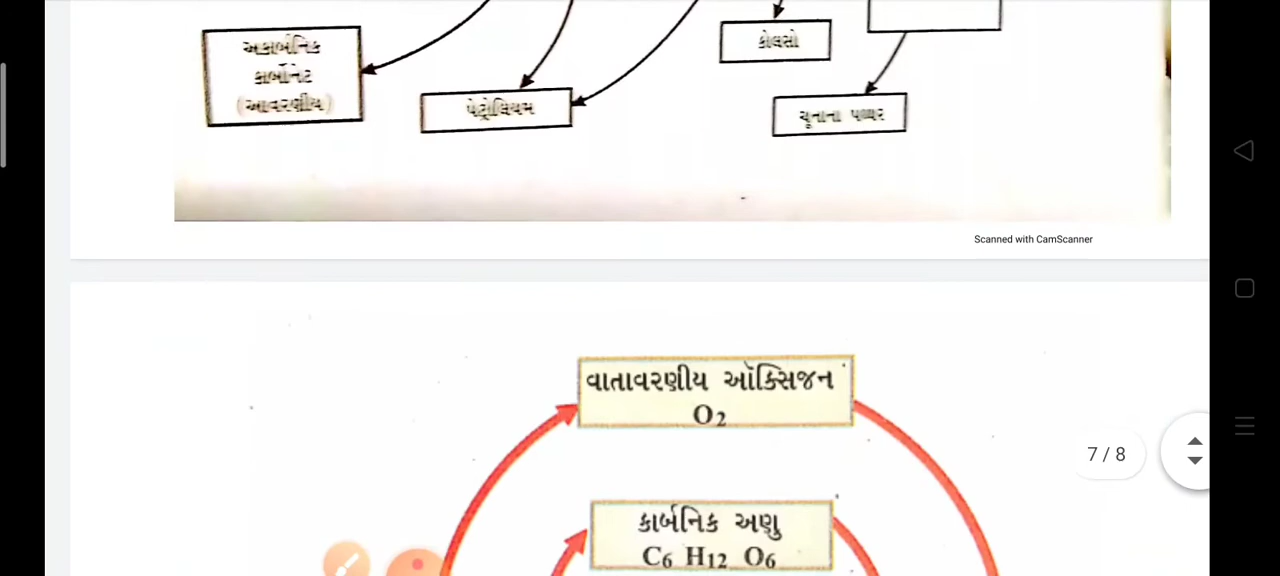 અકાર્બનિક
કાર્બોનેટ
(આવરણીય)
પેટ્રોલિયમ
કોલસો
ચૂનાના પથ્થર
Scanned with CamScanner
વાતાવરણીય ઑક્સિજન
O2
કાર્બનિક અણુ
C6 H12 O6
7 / 8